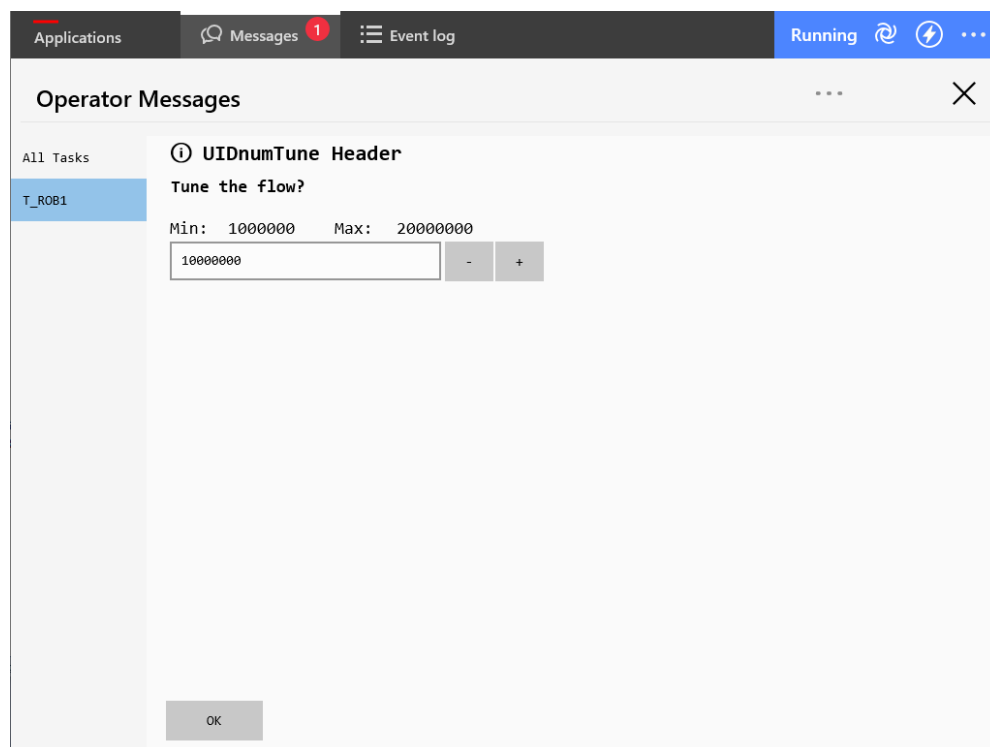 Applications Messages 1 Event log Running
Operator Messages
All Tasks
T_ROB1
UIDnumTune Header
Tune the flow?
Min: 1000000 Max: 20000000
10000000 - +
OK